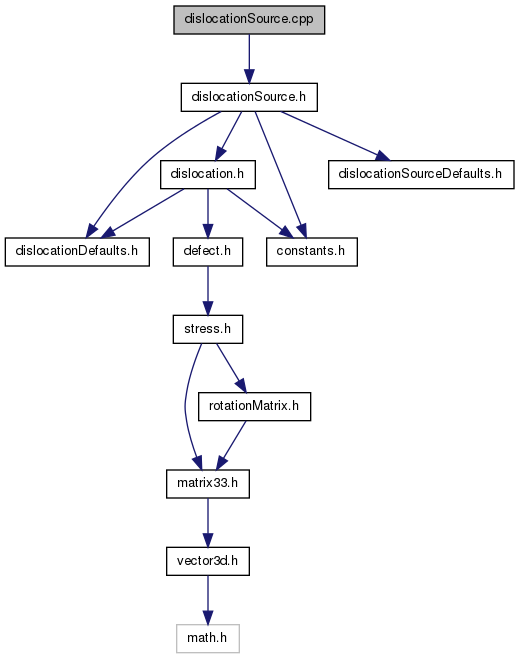 dislocationSource.cpp
dislocationSource.h
dislocation.h
dislocationSourceDefaults.h
dislocationDefaults.h
defect.h
constants.h
stress.h
rotationMatrix.h
matrix33.h
vector3d.h
math.h